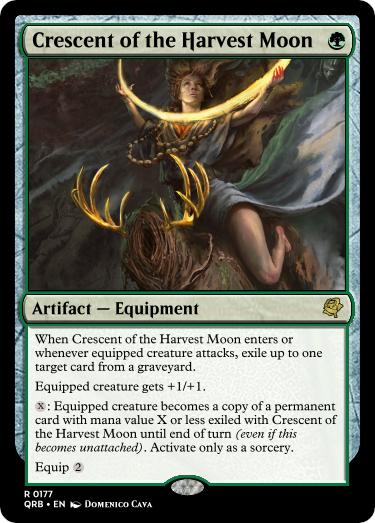 Crescent of the Harvest Moon
Artifact — Equipment
When Crescent of the Harvest Moon enters or
whenever equipped creature attacks, exile up to one
target card from a graveyard.
Equipped creature gets +1/+1.
X: Equipped creature becomes a copy of a permanent
card with mana value X or less exiled with Crescent of
the Harvest Moon until end of turn (even if this
becomes unattached). Activate only as a sorcery.
Equip 2
R 0177
QRB • EN Domenico Cava